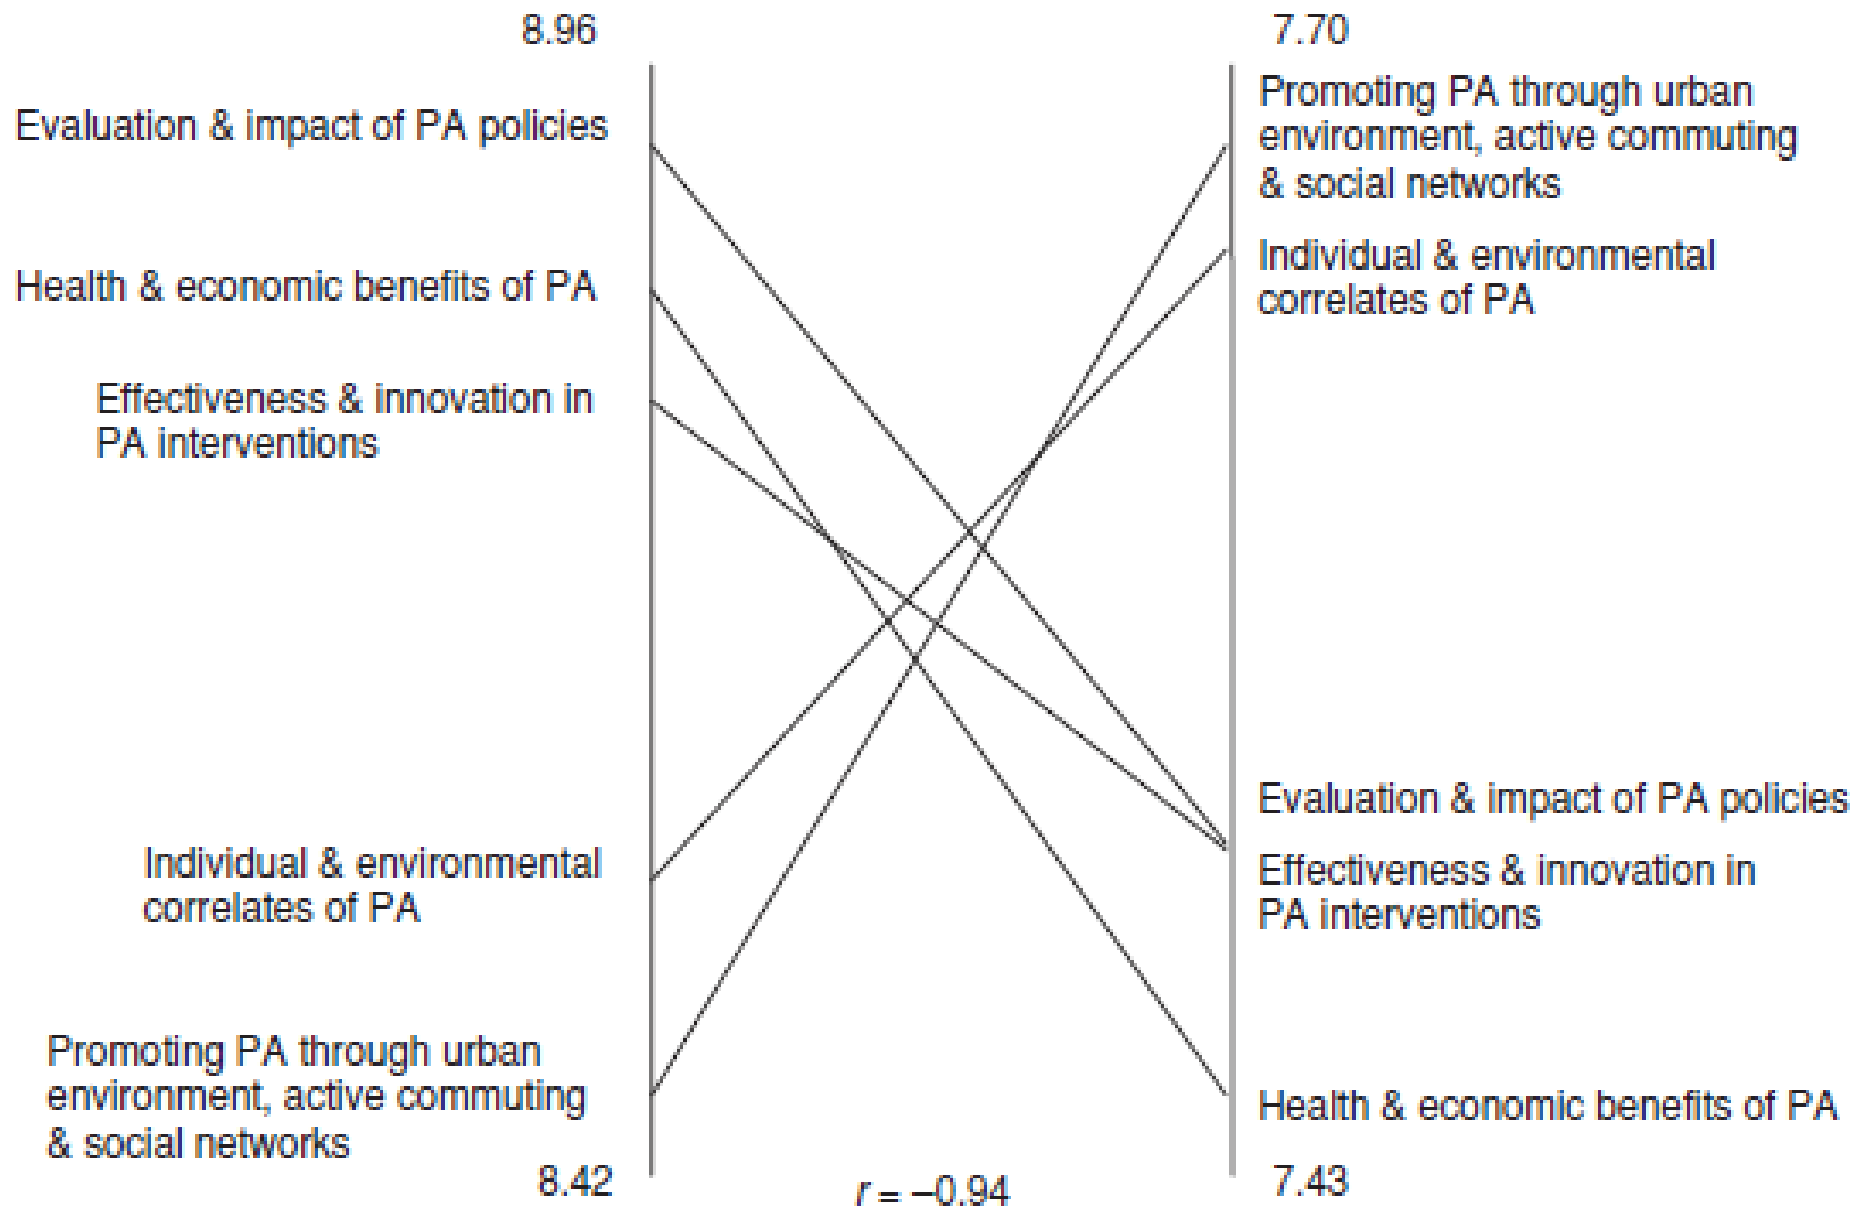 8.96
Evaluation & impact of PA policies
Health & economic benefits of PA
Effectiveness & innovation in
PA interventions
Individual & environmental
correlates of PA
Promoting PA through urban
environment, active commuting
& social networks
8.42
r = –0.94
7.70
Promoting PA through urban
environment, active commuting
& social networks
Individual & environmental
correlates of PA
Evaluation & impact of PA policies
Effectiveness & innovation in
PA interventions
Health & economic benefits of PA
7.43